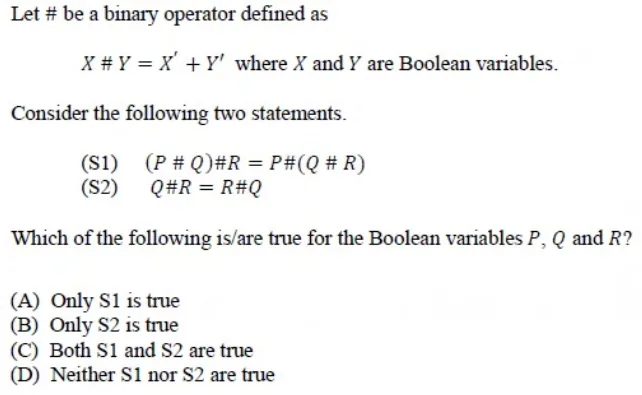 Let # be a binary operator defined as
X # Y = X′ + Y′ where X and Y are Boolean variables.
Consider the following two statements.
(S1) (P # Q)#R = P#(Q # R)
(S2) Q#R = R#Q
Which of the following is/are true for the Boolean variables P, Q and R?
(A) Only S1 is true
(B) Only S2 is true
(C) Both S1 and S2 are true
(D) Neither S1 nor S2 are true